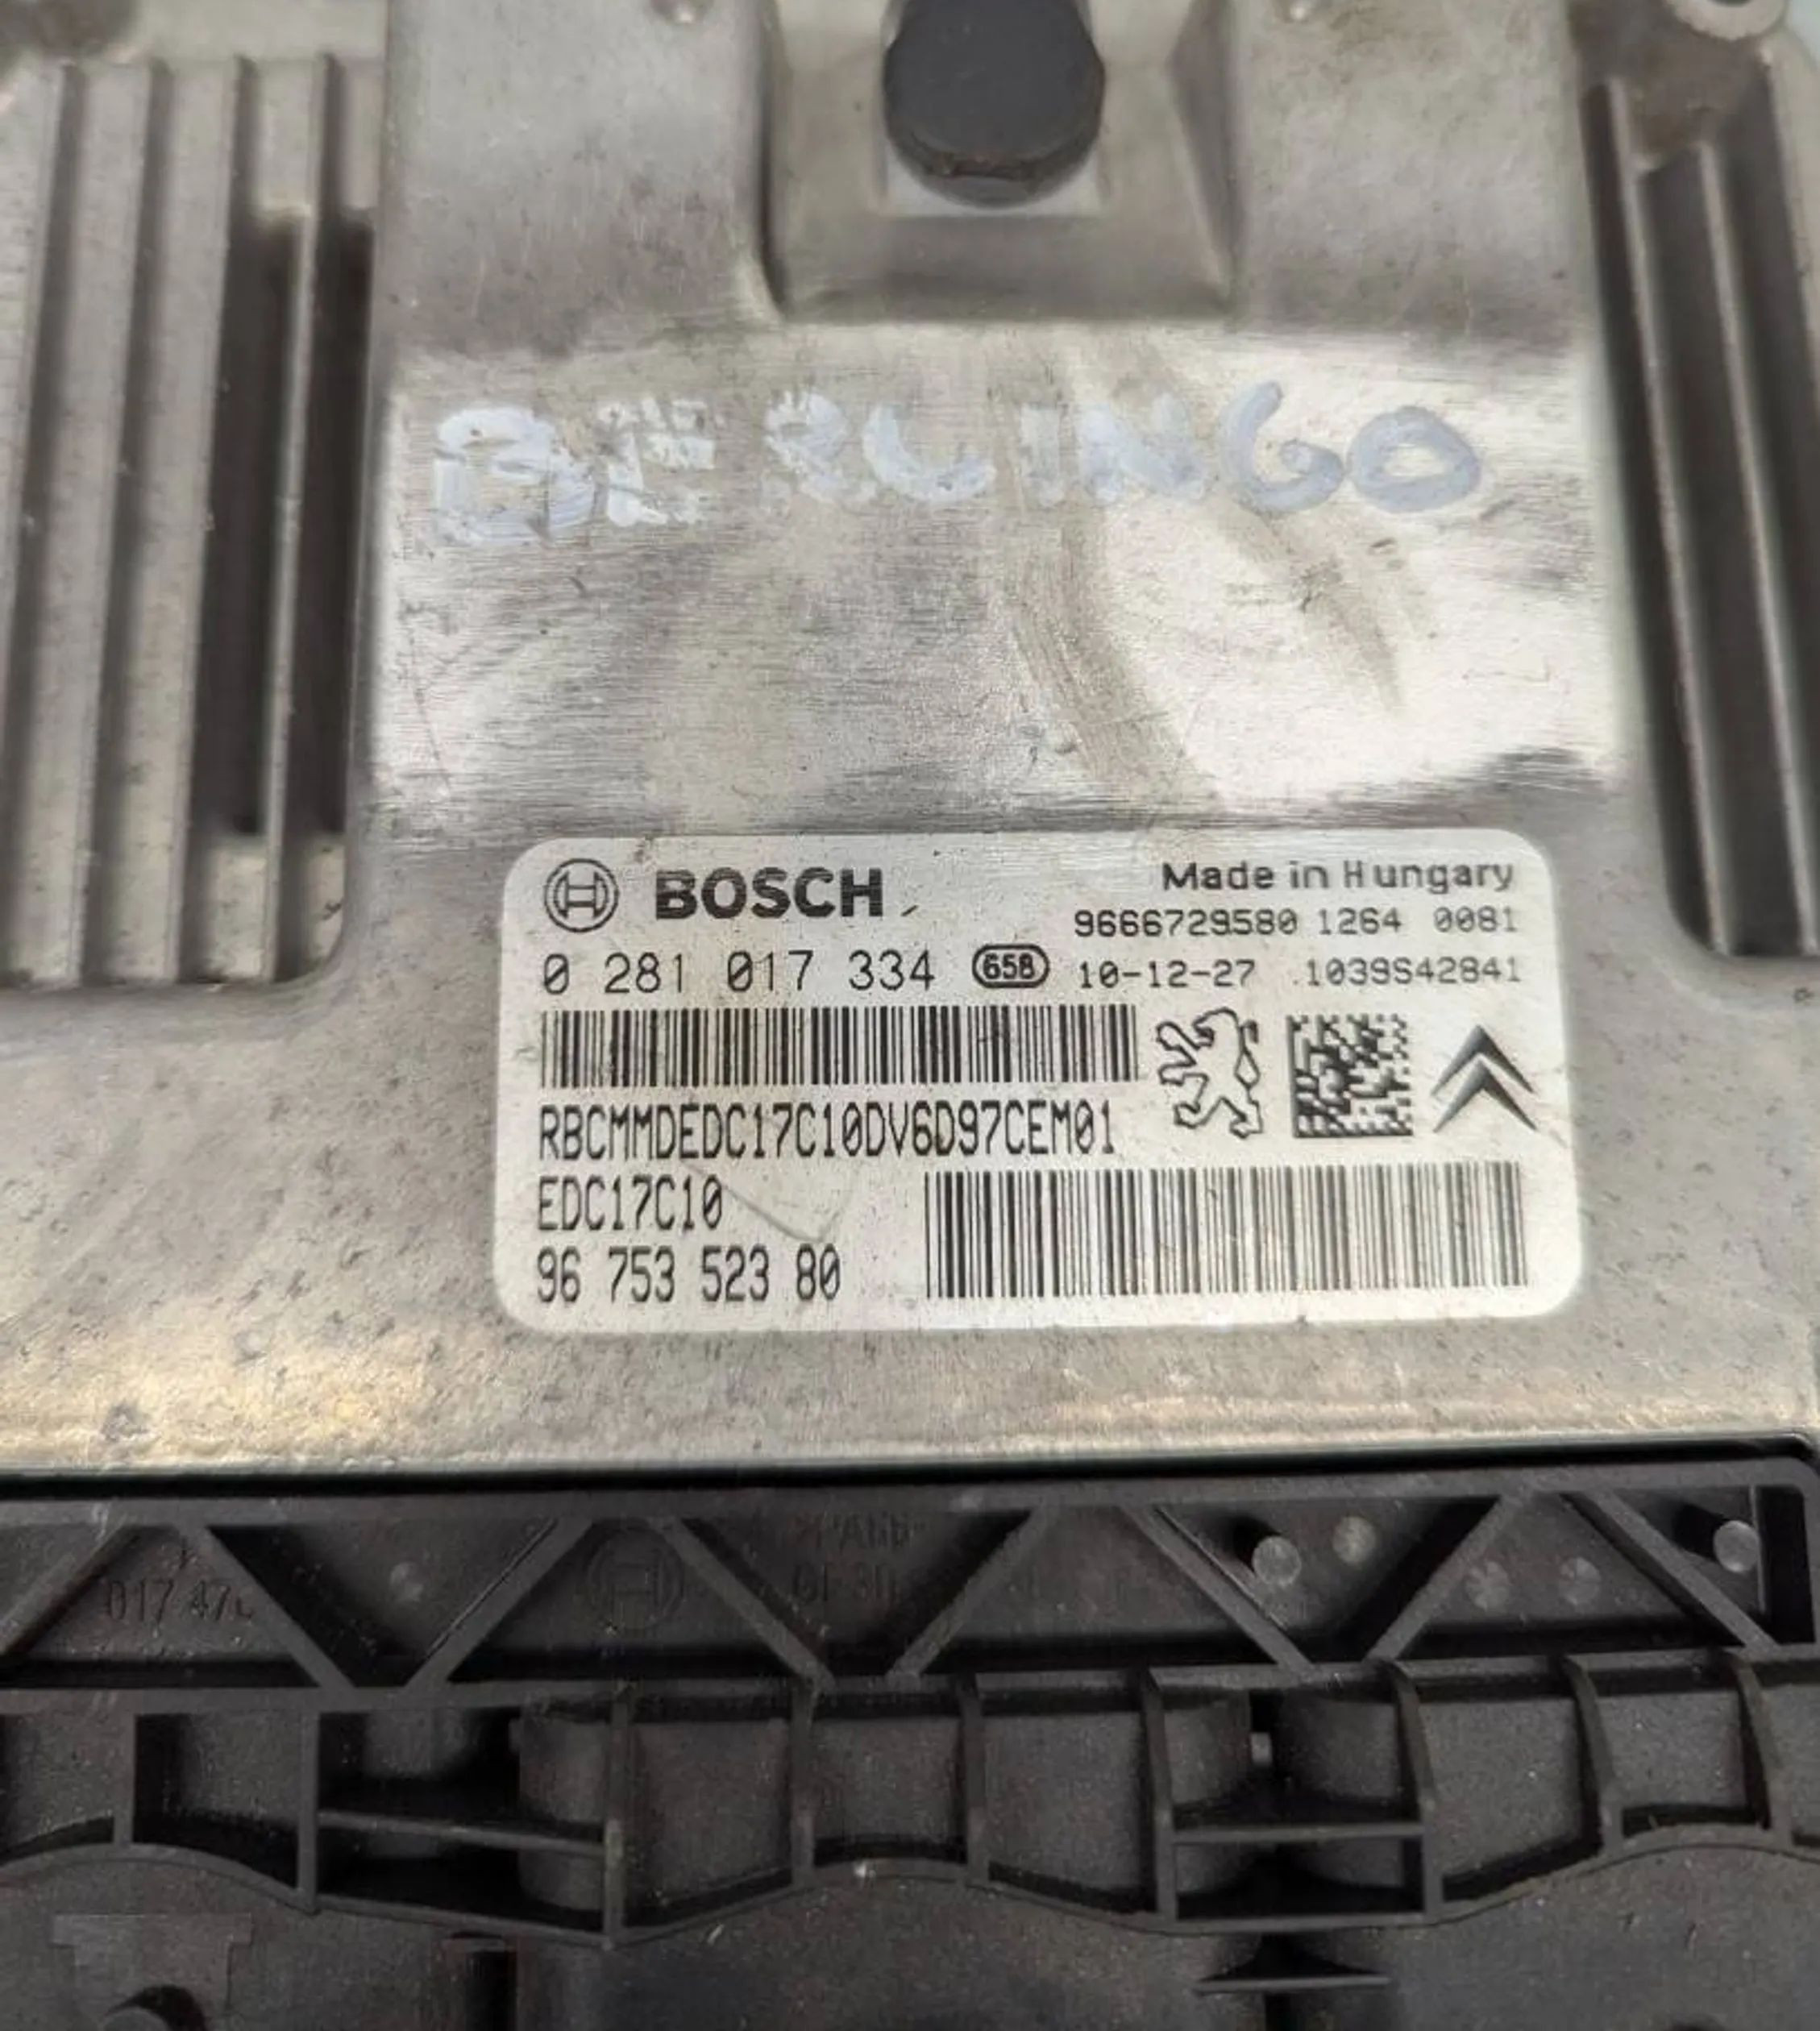 BERLINGO
BOSCH
Made in Hungary
9666729580 1264 0081
0 281 017 334 658 10-12-27 1039S42841
RBCMMDEDC17C10DV6D97CEM01
EDC17C10
96 753 523 80